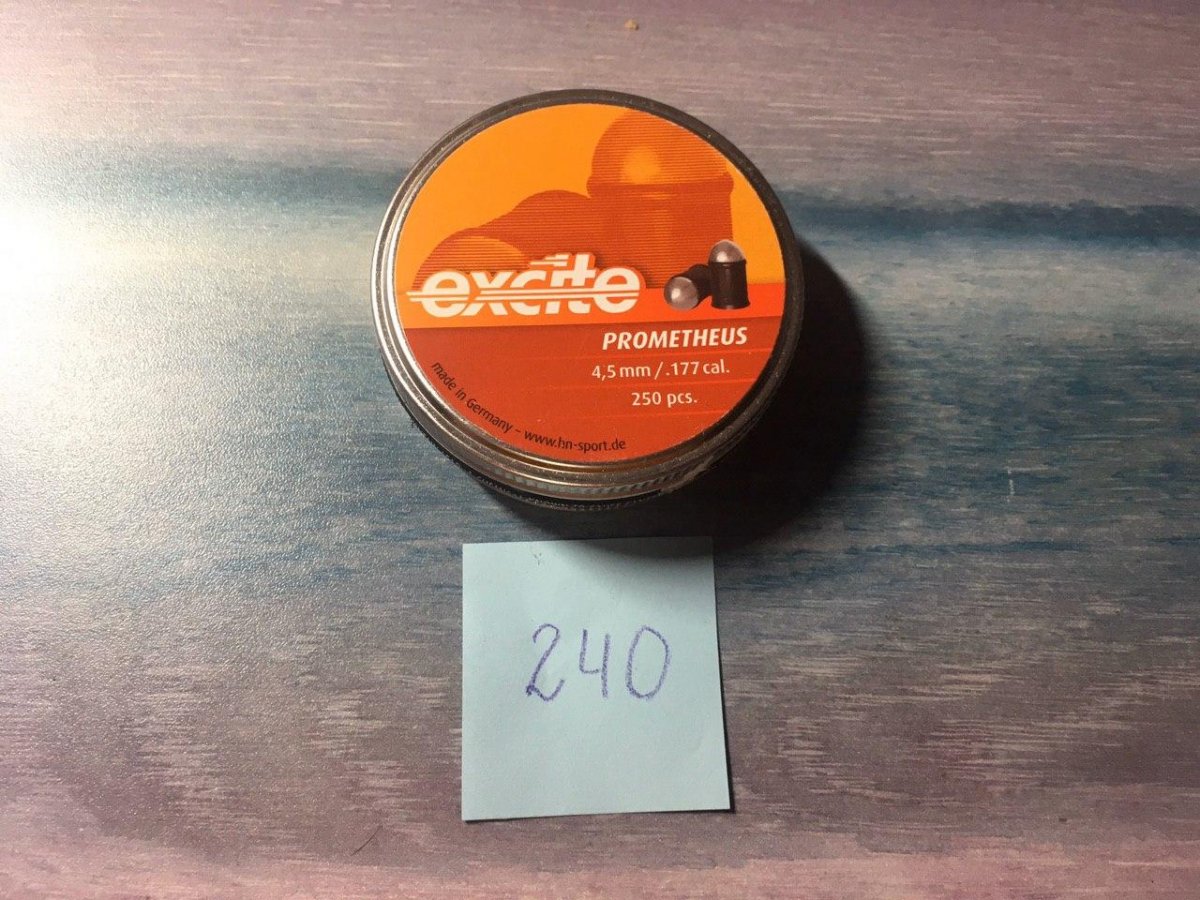 excite
PROMETHEUS
4,5 mm / .177 cal.
250 pcs.
made in Germany – www.hn-sport.de
240